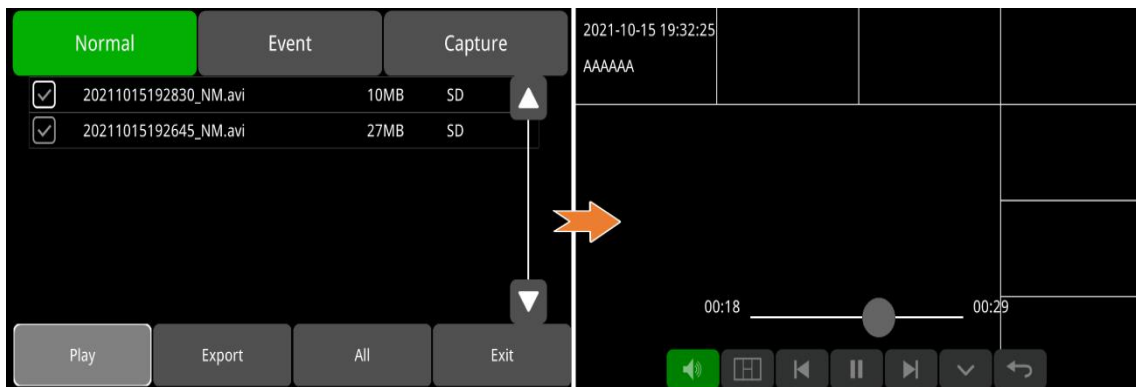 Normal Event Capture
20211015192830_NM.avi 10MB SD
20211015192645_NM.avi 27MB SD
Play Export All Exit
2021-10-15 19:32:25
AAAAAA
00:18 00:29